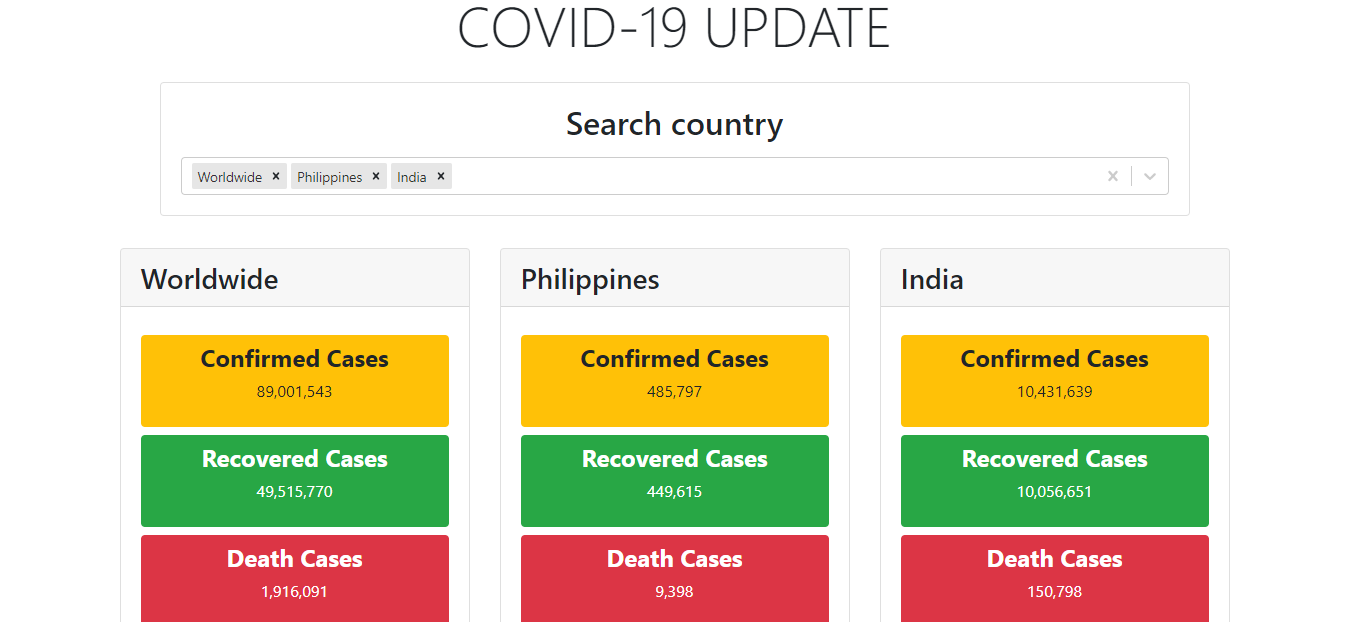 COVID-19 UPDATE
Search country
Worldwide × Philippines × India ×
Worldwide
Confirmed Cases
89,001,543
Recovered Cases
49,515,770
Death Cases
1,916,091
Philippines
Confirmed Cases
485,797
Recovered Cases
449,615
Death Cases
9,398
India
Confirmed Cases
10,431,639
Recovered Cases
10,056,651
Death Cases
150,798